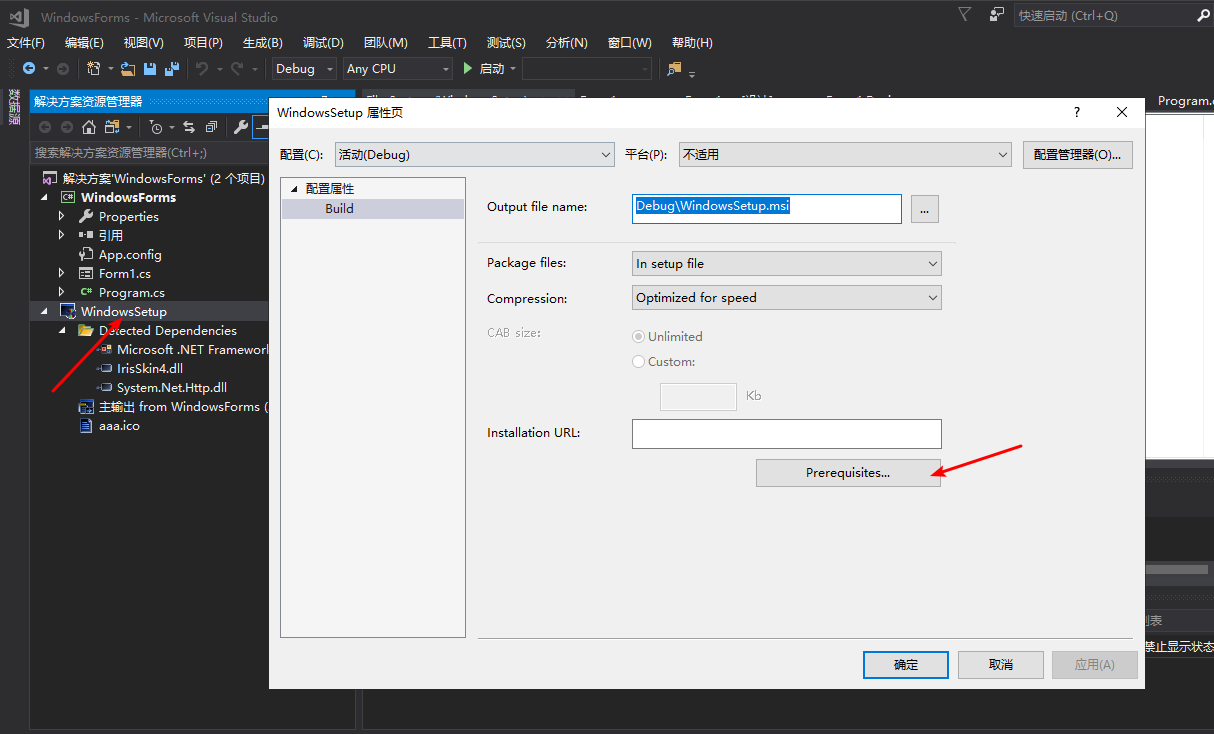 WindowsForms - Microsoft Visual Studio
快速启动 (Ctrl+Q)
文件(F) 编辑(E) 视图(V) 项目(P) 生成(B) 调试(D) 团队(M) 工具(T) 测试(S) 分析(N) 窗口(W) 帮助(H)
Debug Any CPU 启动
数据源
解决方案资源管理器
Program.c
搜索解决方案资源管理器(Ctrl+;)
解决方案'WindowsForms' (2 个项目)
WindowsForms
Properties
引用
App.config
Form1.cs
Program.cs
WindowsSetup
Detected Dependencies
Microsoft .NET Framework
IrisSkin4.dll
System.Net.Http.dll
主输出 from WindowsForms (
aaa.ico
WindowsSetup 属性页
?
配置(C): 活动(Debug) 平台(P): 不适用 配置管理器(O)...
配置属性
Build
Output file name: Debug\WindowsSetup.msi ...
Package files: In setup file
Compression: Optimized for speed
CAB size: Unlimited
Custom:
Kb
Installation URL:
Prerequisites...
确定 取消 应用(A)
列表
禁止显示状态